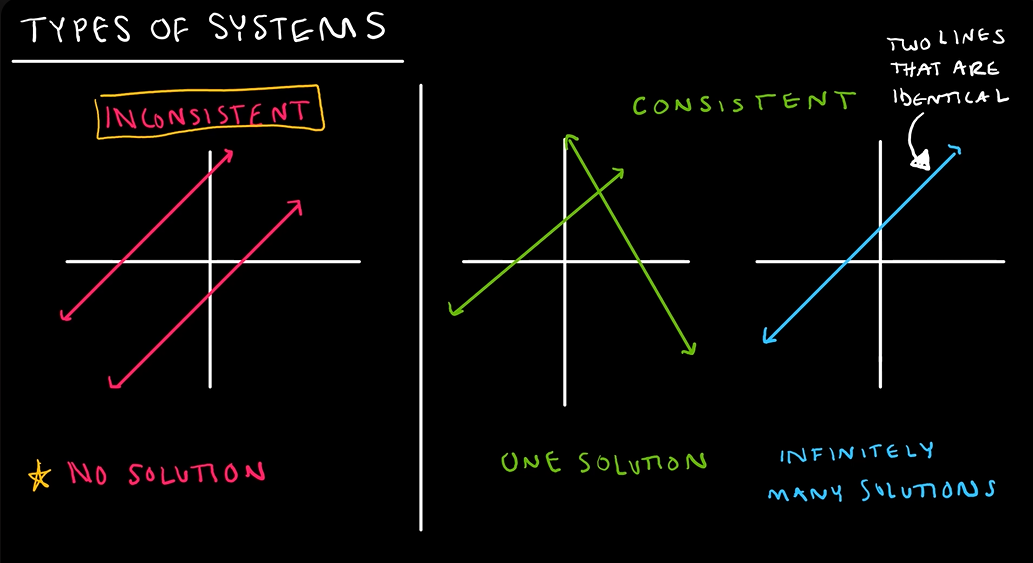 TYPES OF SYSTEMS
INCONSISTENT
NO SOLUTION
CONSISTENT
ONE SOLUTION
TWO LINES
THAT ARE
IDENTICAL
INFINITELY
MANY SOLUTIONS